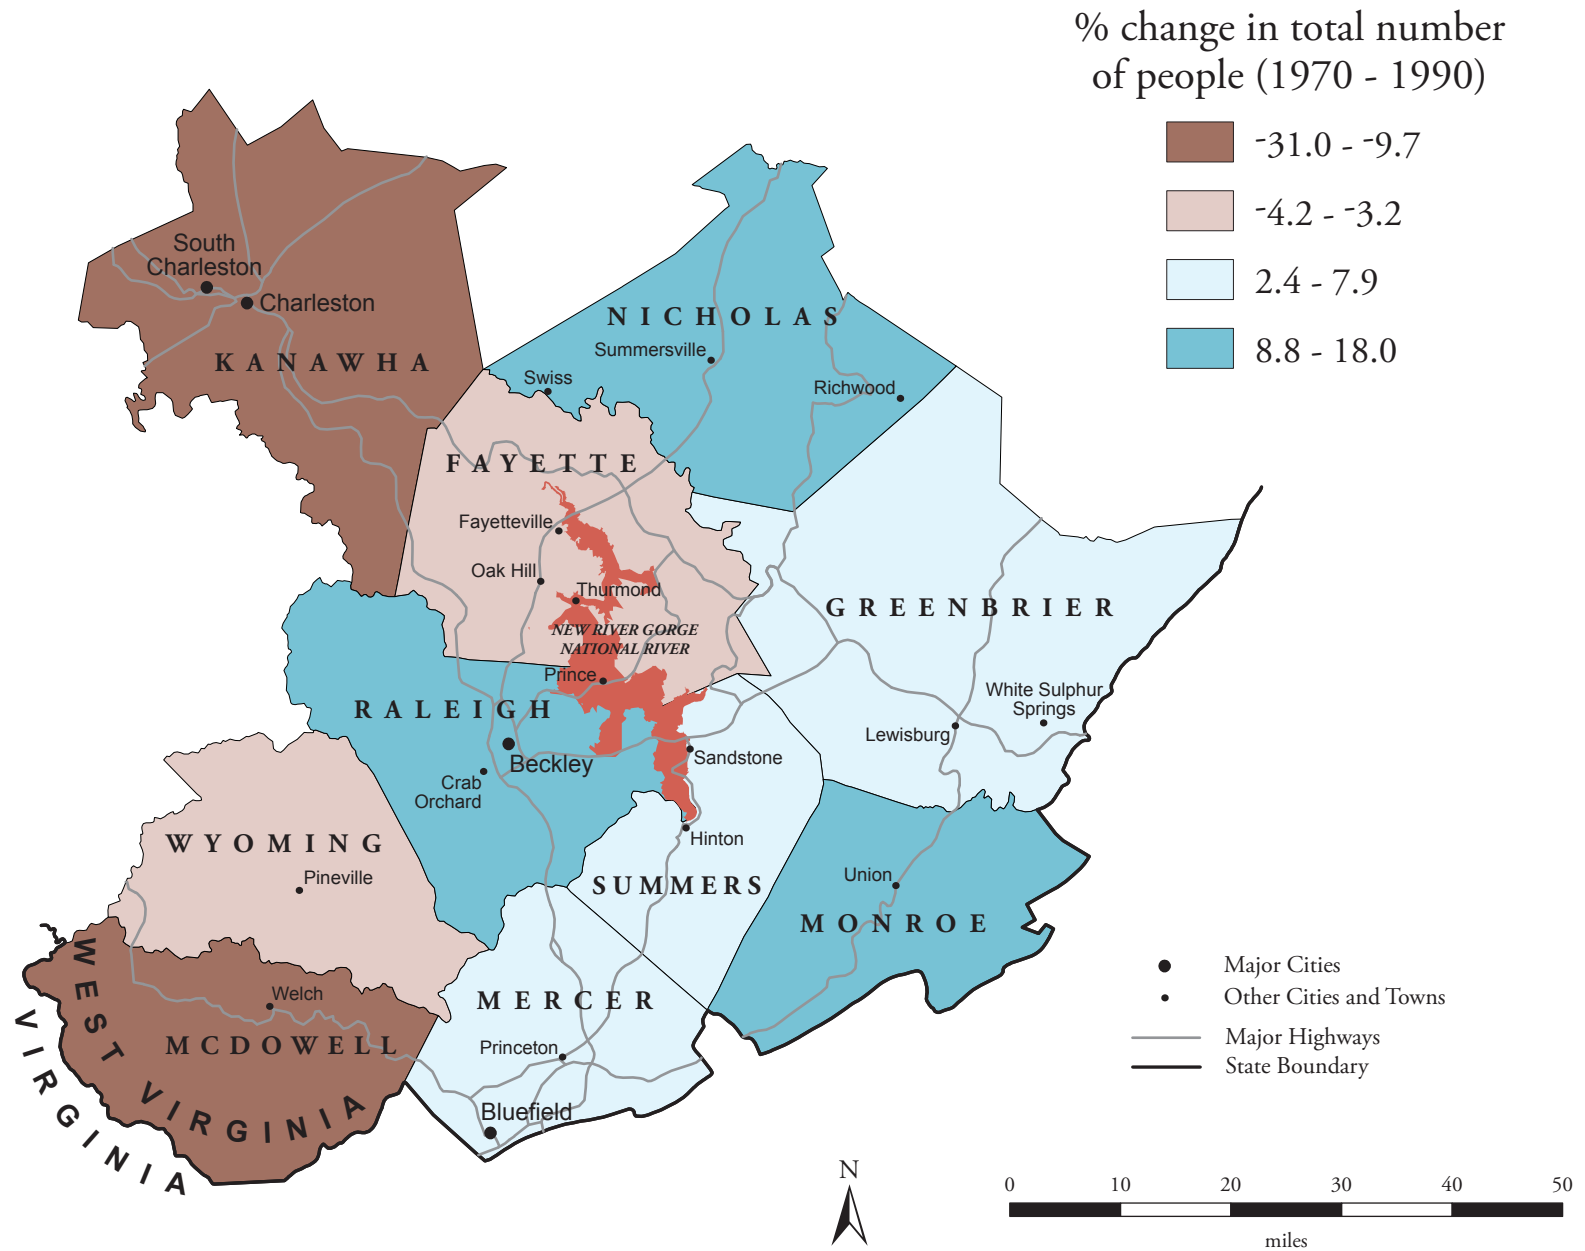 % change in total number
of people (1970 - 1990)
-31.0 - -9.7
-4.2 - -3.2
2.4 - 7.9
8.8 - 18.0
South
Charleston
Charleston
KANAWHA
NICHOLAS
Summersville
Swiss
Richwood
FAYETTE
Fayetteville
Oak Hill
Thurmond
NEW RIVER GORGE
NATIONAL RIVER
Prince
GREENBRIER
White Sulphur
Springs
Lewisburg
RALEIGH
Beckley
Crab
Orchard
Sandstone
Hinton
WYOMING
Pineville
SUMMERS
Union
MONROE
MERCER
Princeton
Bluefield
Welch
MCDOWELL
WEST VIRGINIA
VIRGINIA
Major Cities
Other Cities and Towns
Major Highways
State Boundary
N
0 10 20 30 40 50
miles